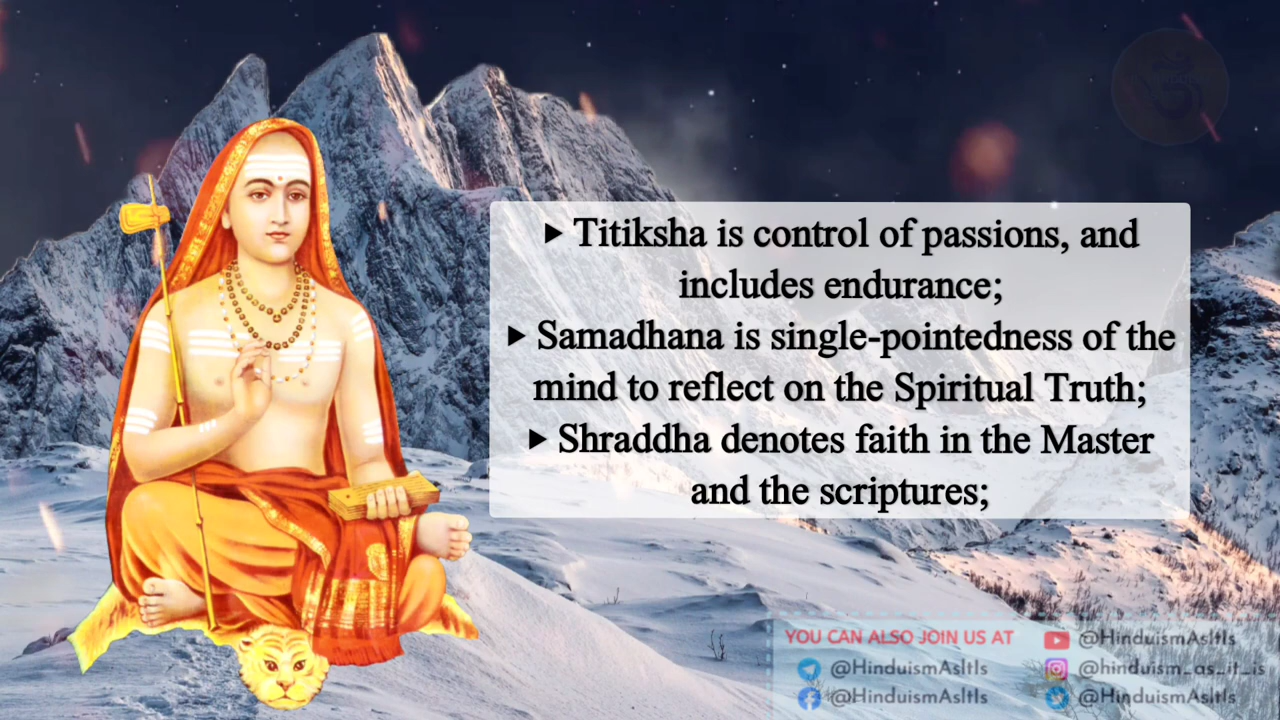 ▶ Titiksha is control of passions, and
includes endurance;
▶ Samadhana is single-pointedness of the
mind to reflect on the Spiritual Truth;
▶ Shraddha denotes faith in the Master
and the scriptures;
YOU CAN ALSO JOIN US AT
@HinduismAsItIs
@HinduismAsItIs
@hinduism_as_it_is
@HinduismAsItIs
@HinduismAsItIs